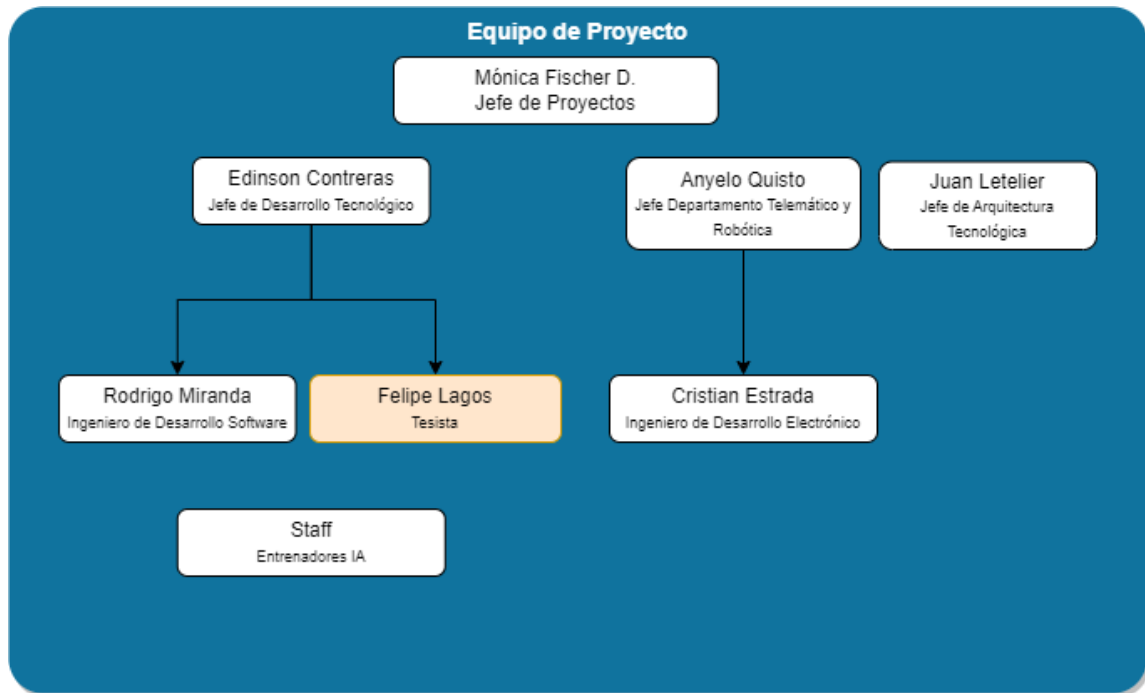 Equipo de Proyecto
Mónica Fischer D.
Jefe de Proyectos
Edinson Contreras
Jefe de Desarrollo Tecnológico
Anyelo Quisto
Jefe Departamento Telemático y
Robótica
Juan Letelier
Jefe de Arquitectura
Tecnológica
Rodrigo Miranda
Ingeniero de Desarrollo Software
Felipe Lagos
Tesista
Cristian Estrada
Ingeniero de Desarrollo Electrónico
Staff
Entrenadores IA